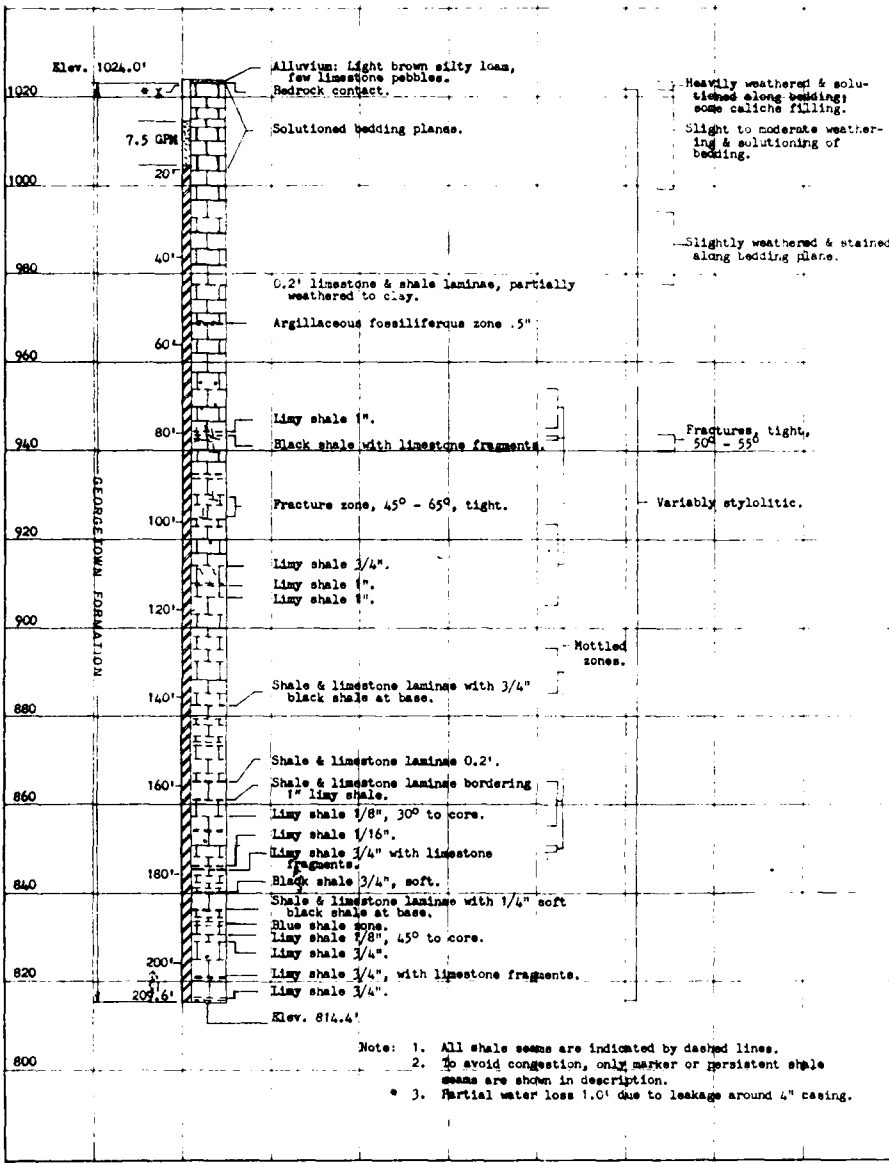 Elev. 1024.0'
Alluvium: Light brown silty loam,
few limestone pebbles.
Bedrock contact.
* X
Heavily weathered & solu-
tioned along bedding;
some caliche filling.
1020
Solutioned bedding planes.
Slight to moderate weather-
ing & solutioning of
bedding.
7.5 GPM
20'
1000
Slightly weathered & stained
along bedding plane.
40'
980
0.2' limestone & shale laminae, partially
weathered to clay.
Argillaceous fossiliferous zone .5"
60'
960
Limy shale 1".
80'
Black shale with limestone fragments.
Fractures, tight,
50° - 55°
940
GEORGETOWN FORMATION
Fracture zone, 45° - 65°, tight.
Variably stylolitic.
100'
920
Limy shale 3/4".
Limy shale 1".
Limy shale 1".
120'
900
Mottled
zones.
Shale & limestone laminae with 3/4"
black shale at base.
140'
880
Shale & limestone laminae 0.2'.
160'
Shale & limestone laminae bordering
1" limy shale.
860
Limy shale 1/8", 30° to core.
Limy shale 1/16".
Limy shale 3/4" with limestone
fragments.
180'
Black shale 3/4", soft.
840
Shale & limestone laminae with 1/4" soft
black shale at base.
Blue shale zone.
Limy shale 1/8", 45° to core.
Limy shale 3/4".
200'
820
Limy shale 3/4", with limestone fragments.
209.6'
Limy shale 3/4".
Elev. 814.4'
Note: 1. All shale seams are indicated by dashed lines.
2. To avoid congestion, only marker or persistent shale
seams are shown in description.
* 3. Partial water loss 1.0' due to leakage around 4" casing.
800